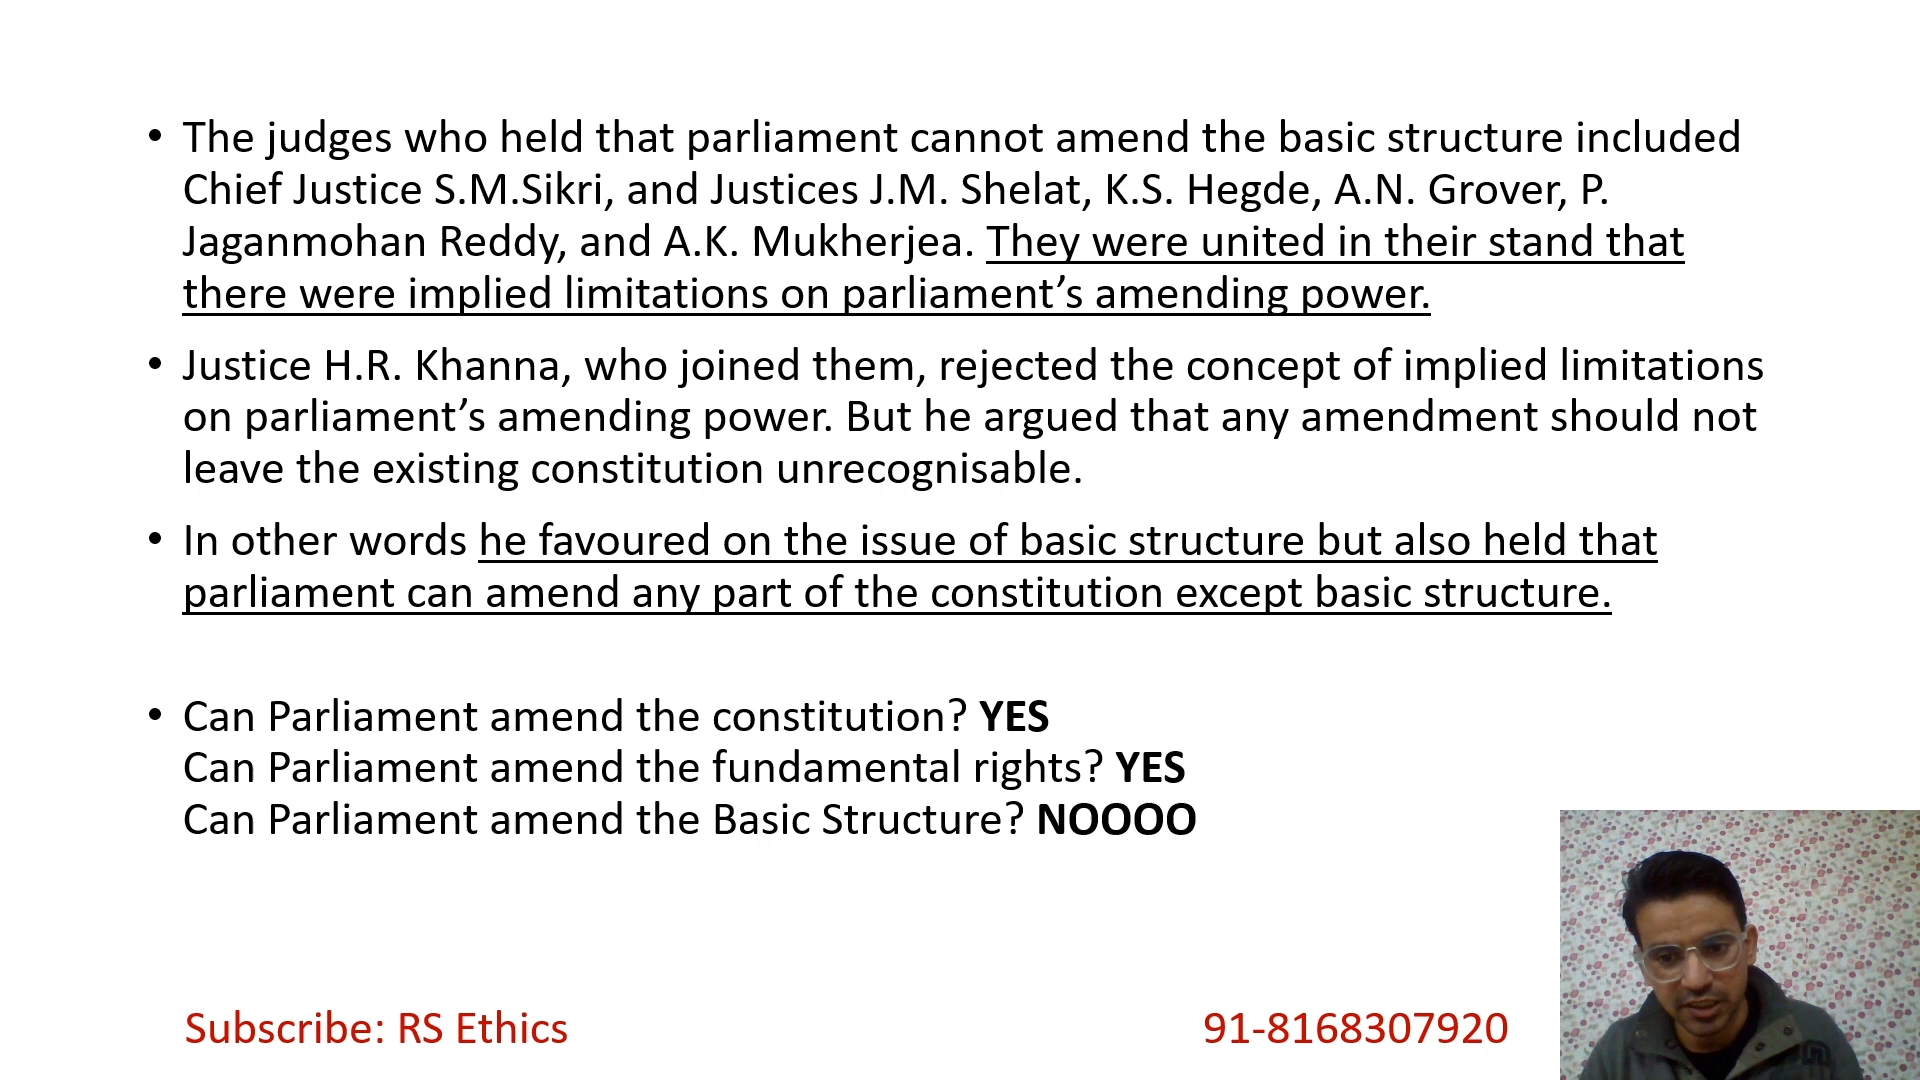 • The judges who held that parliament cannot amend the basic structure included
Chief Justice S.M.Sikri, and Justices J.M. Shelat, K.S. Hegde, A.N. Grover, P.
Jaganmohan Reddy, and A.K. Mukherjea. They were united in their stand that
there were implied limitations on parliament’s amending power.
• Justice H.R. Khanna, who joined them, rejected the concept of implied limitations
on parliament’s amending power. But he argued that any amendment should not
leave the existing constitution unrecognisable.
• In other words he favoured on the issue of basic structure but also held that
parliament can amend any part of the constitution except basic structure.
• Can Parliament amend the constitution? YES
Can Parliament amend the fundamental rights? YES
Can Parliament amend the Basic Structure? NOOOO
Subscribe: RS Ethics
91-8168307920